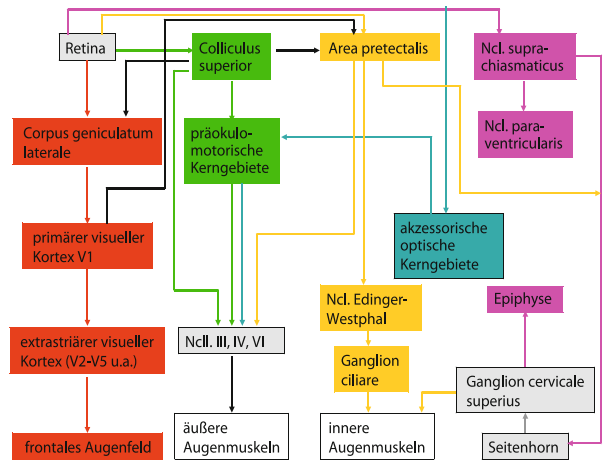 Retina
Colliculus
superior
Area pretectalis
Ncl. supra-
chiasmaticus
Corpus geniculatum
laterale
präokulo-
motorische
Kerngebiete
Ncl. para-
ventricularis
primärer visueller
Kortex V1
akzessorische
optische
Kerngebiete
Ncl. Edinger-
Westphal
Epiphyse
extrastriärer visueller
Kortex (V2-V5 u.a.)
Ncll. III, IV, VI
Ganglion
ciliare
Ganglion cervicale
superius
frontales Augenfeld
äußere
Augenmuskeln
innere
Augenmuskeln
Seitenhorn